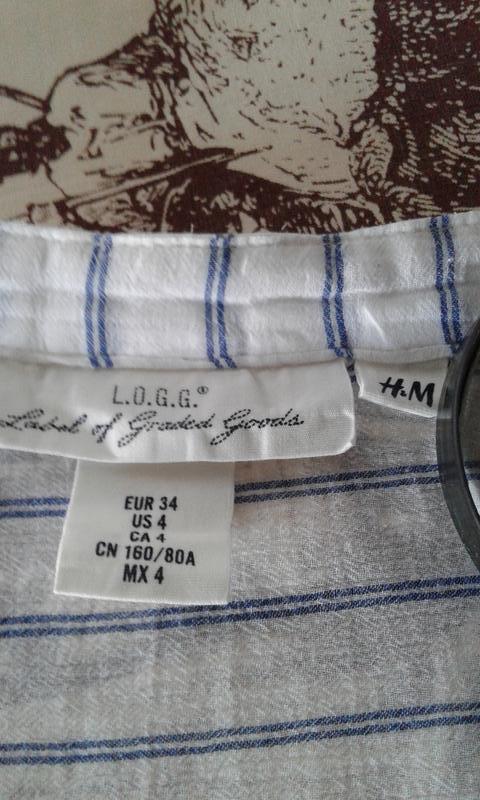 L.O.G.G.®
Label of Graded Goods
H&M
EUR 34
US 4
CA 4
CN 160/80A
MX 4